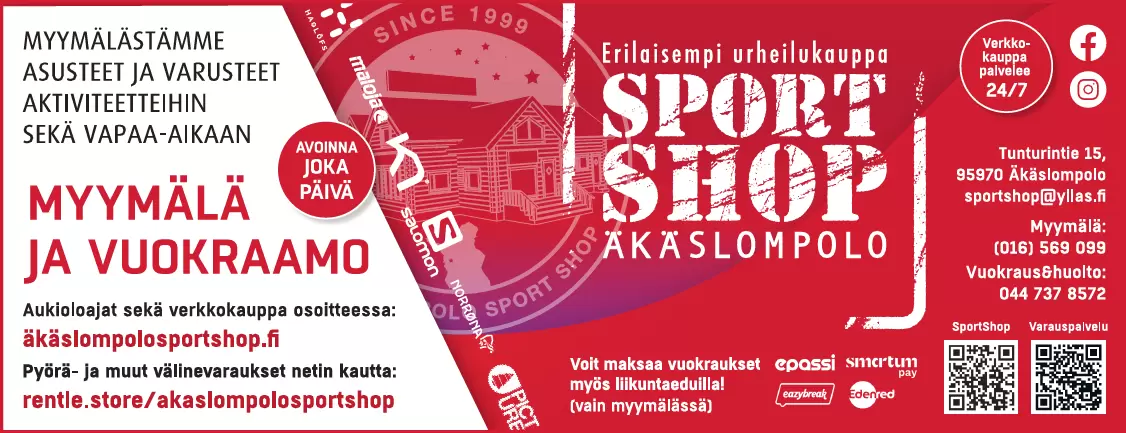 MYYMÄLÄSTÄMME
ASUSTEET JA VARUSTEET
AKTIVITEETTEIHIN
SEKÄ VAPAA-AIKAAN
AVOINNA
JOKA
PÄIVÄ
MYYMÄLÄ
JA VUOKRAAMO
Aukioloajat sekä verkkokauppa osoitteessa:
äkäslompolosportshop.fi
Pyörä- ja muut välinevaraukset netin kautta:
rentle.store/akaslompolosportshop
HAGLÖFS
maloja
salomon
NORRØNA
PICT
URE
SINCE 1999
POLO SPORT SHOP
Erilaisempi urheilukauppa
SPORT
SHOP
ÄKÄSLOMPOLO
Voit maksaa vuokraukset
myös liikuntaeduilla!
(vain myymälässä)
epassi
smartum
pay
eazybreak
Edenred
Verkko-
kauppa
palvelee
24/7
Tunturintie 15,
95970 Äkäslompolo
sportshop@yllas.fi
Myymälä:
(016) 569 099
Vuokraus&huolto:
044 737 8572
SportShop
Varauspalvelu